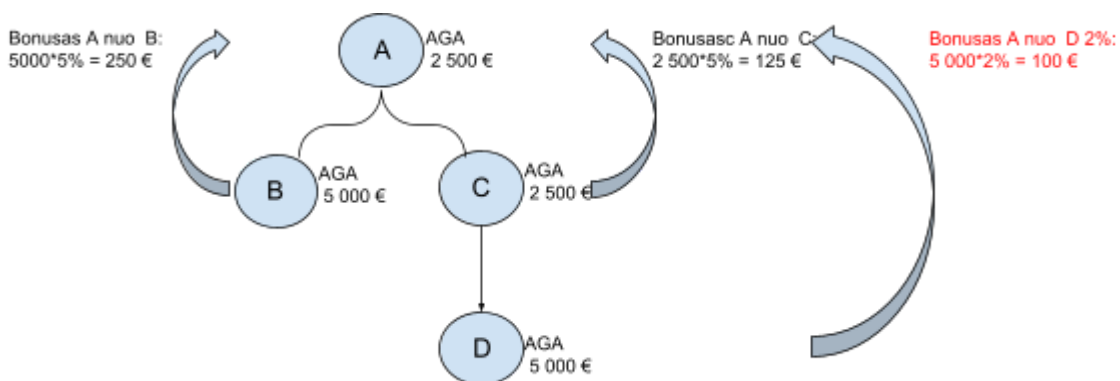 Bonusas A nuo B:
5000*5% = 250 €
A
AGA
2 500 €
Bonusasc A nuo C:
2 500*5% = 125 €
Bonusas A nuo D 2%:
5 000*2% = 100 €
B
AGA
5 000 €
C
AGA
2 500 €
D
AGA
5 000 €